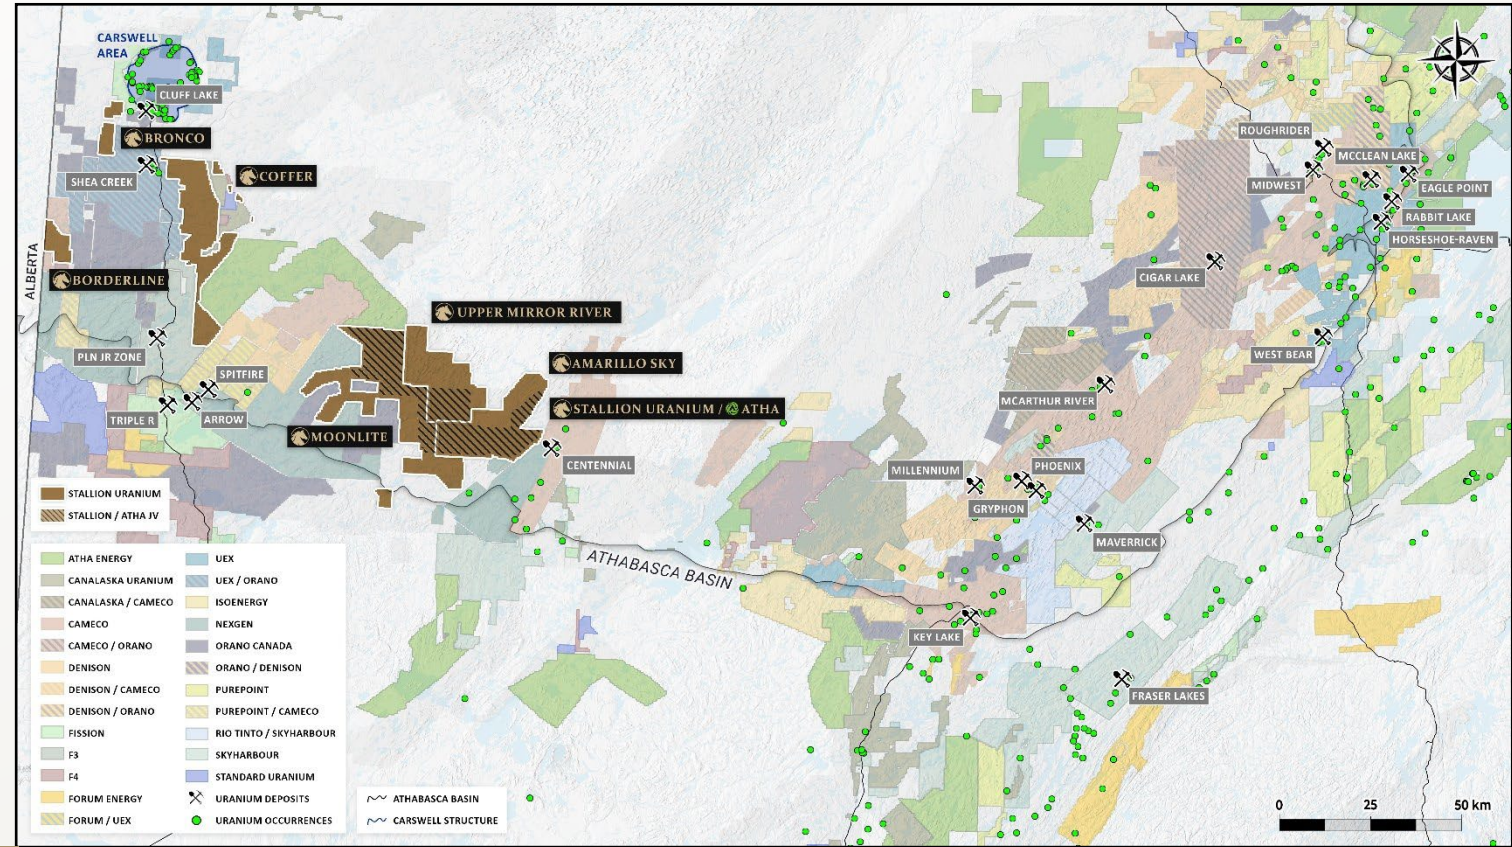 CARSWELL
AREA
CLUFF LAKE
BRONCO
SHEA CREEK
COFFER
ALBERTA
BORDERLINE
UPPER MIRROR RIVER
PLN JR ZONE
SPITFIRE
AMARILLO SKY
STALLION URANIUM / ATHA
TRIPLE R
ARROW
MOONLITE
CENTENNIAL
ROUGHRIDER
MCCLEAN LAKE
MIDWEST
EAGLE POINT
RABBIT LAKE
HORSESHOE-RAVEN
CIGAR LAKE
WEST BEAR
MCARTHUR RIVER
MILLENNIUM
PHOENIX
GRYPHON
MAVERRICK
ATHABASCA BASIN
KEY LAKE
FRASER LAKES
STALLION URANIUM
STALLION / ATHA JV
ATHA ENERGY
CANALASKA URANIUM
CANALASKA / CAMECO
CAMECO
CAMECO / ORANO
DENISON
DENISON / CAMECO
DENISON / ORANO
FISSION
F3
F4
FORUM ENERGY
FORUM / UEX
UEX
UEX / ORANO
ISOENERGY
NEXGEN
ORANO CANADA
ORANO / DENISON
PUREPOINT
PUREPOINT / CAMECO
RIO TINTO / SKYHARBOUR
SKYHARBOUR
STANDARD URANIUM
URANIUM DEPOSITS
URANIUM OCCURRENCES
ATHABASCA BASIN
CARSWELL STRUCTURE
0 25 50 km